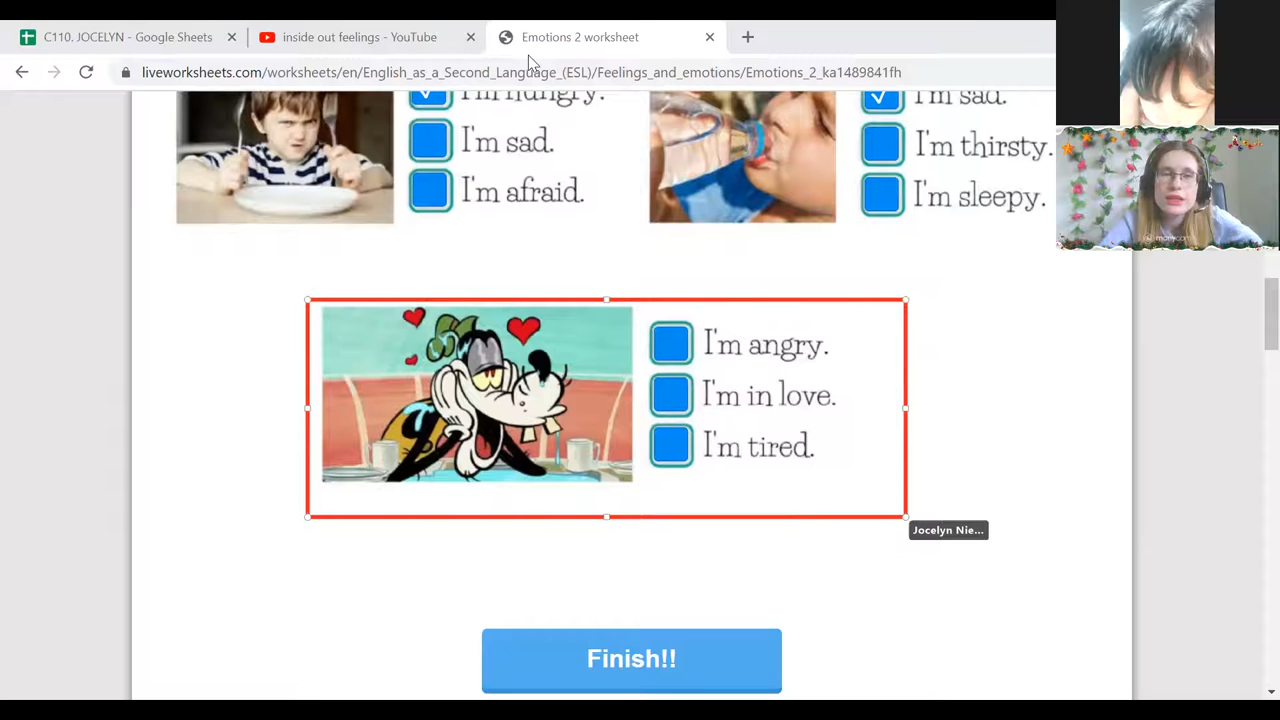 C110. JOCELYN - Google Sheets
inside out feelings - YouTube
Emotions 2 worksheet
liveworksheets.com/worksheets/en/English_as_a_Second_Language_(ESL)/Feelings_and_emotions/Emotions_2_ka1489841fh
I'm hungry.
I'm sad.
I'm afraid.
I'm sad.
I'm thirsty.
I'm sleepy.
I'm angry.
I'm in love.
I'm tired.
Jocelyn Nie...
Finish!!